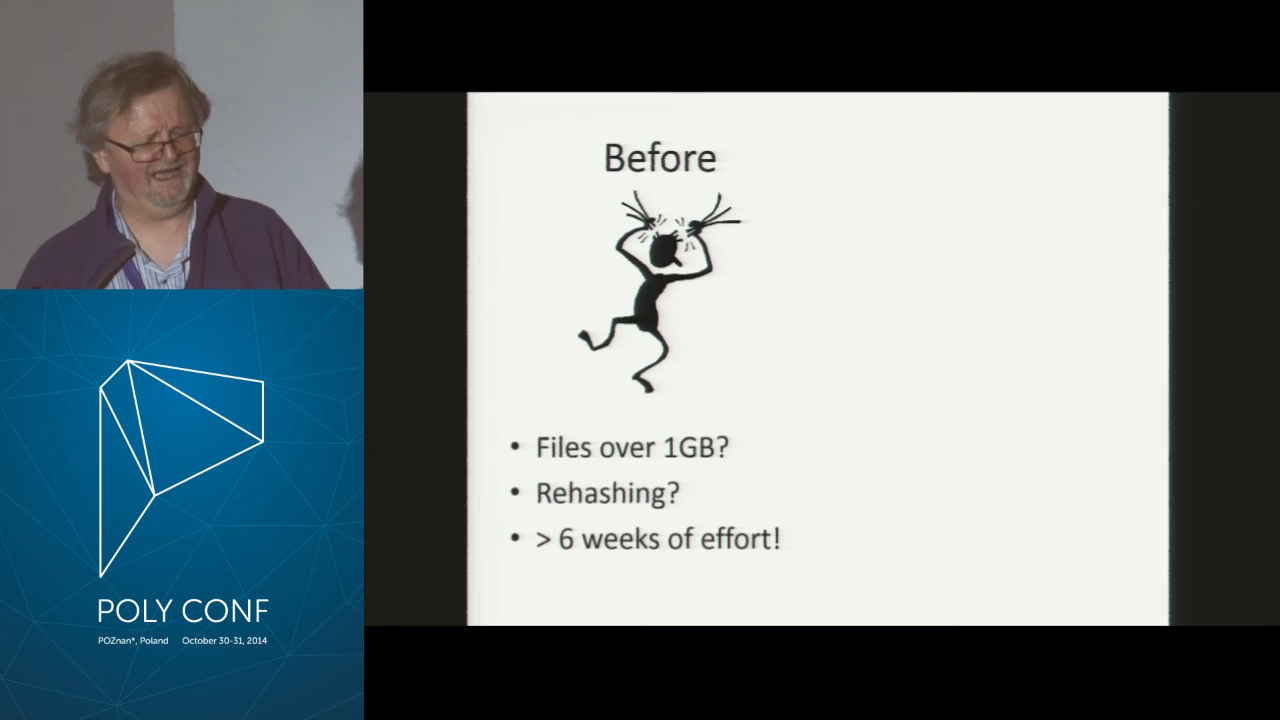 Before
• Files over 1GB?
• Rehashing?
• > 6 weeks of effort!
POLY CONF
POZnan*, Poland October 30-31, 2014